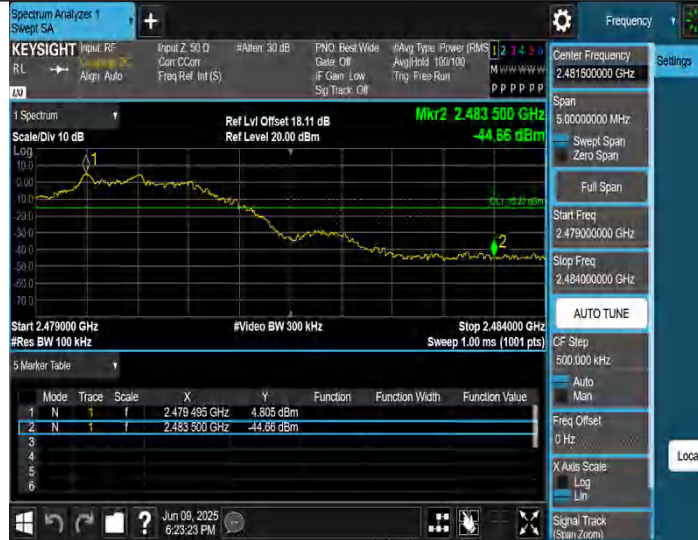 Spectrum Analyzer 1
Swept SA
+
Frequency
KEYSIGHT
RL
Input: RF
Coupling: DC
Align: Auto
Input Z: 50 Ω
Corr CCorr
Freq Ref: Int (S)
#Atten: 30 dB
PNO: Best Wide
Gate: Off
IF Gain: Low
Sig Track: Off
#Avg Type: Power (RMS
Avg|Hold: 100/100
Trig: Free Run
1 2 3 4 5 6
M W W W W W
P P P P P P
LXI
1 Spectrum
Scale/Div 10 dB
Ref Lvl Offset 18.11 dB
Ref Level 20.00 dBm
Mkr2 2.483 500 GHz
-44.66 dBm
Log
10.0
0.00
-10.0
-20.0
-30.0
-40.0
-50.0
-60.0
-70.0
1
2
Start 2.479000 GHz
#Res BW 100 kHz
#Video BW 300 kHz
Stop 2.484000 GHz
Sweep 1.00 ms (1001 pts)
5 Marker Table
Mode Trace Scale X Y Function Function Width Function Value
1 N 1 f 2.479 495 GHz 4.805 dBm
2 N 1 f 2.483 500 GHz -44.66 dBm
3
4
5
6
Jun 09, 2025
6:23:23 PM
Center Frequency
2.481500000 GHz
Settings
Span
5.00000000 MHz
Swept Span
Zero Span
Full Span
Start Freq
2.479000000 GHz
Stop Freq
2.484000000 GHz
AUTO TUNE
CF Step
500.000 kHz
Auto
Man
Freq Offset
0 Hz
X Axis Scale
Log
Lin
Signal Track
(Span Zoom)
Loca